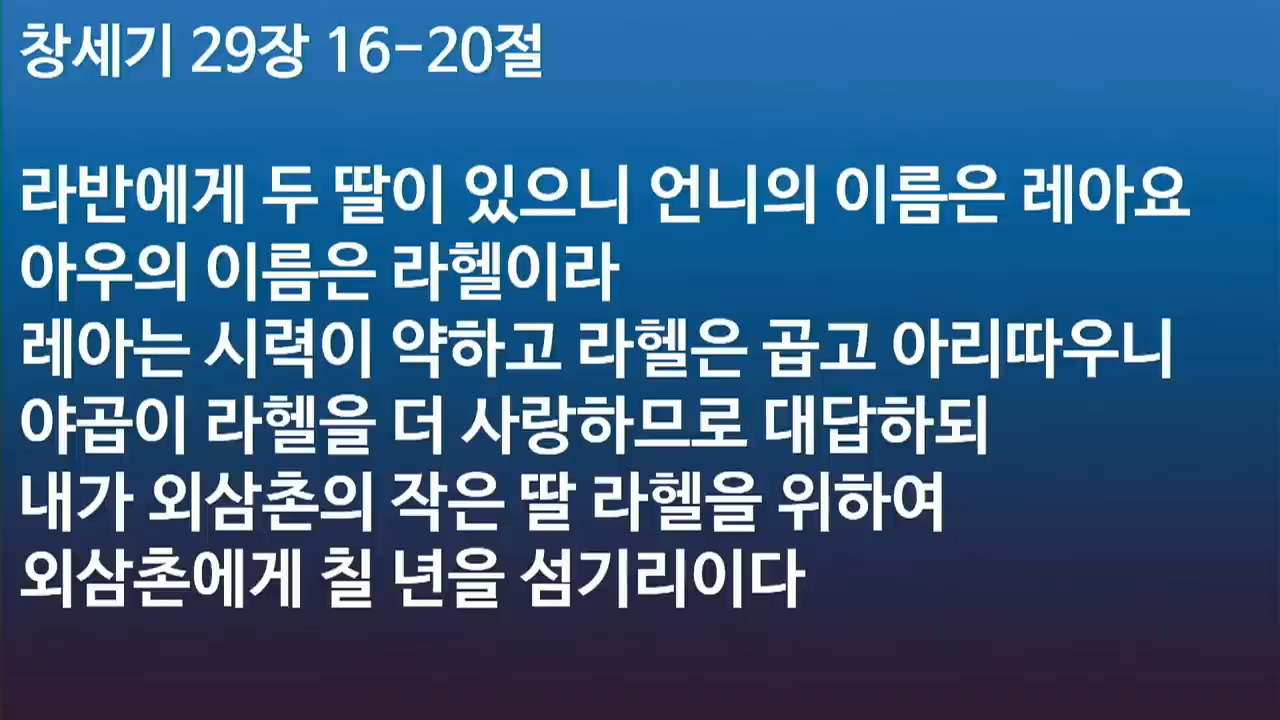 창세기 29장 16-20절
라반에게 두 딸이 있으니 언니의 이름은 레아요
아우의 이름은 라헬이라
레아는 시력이 약하고 라헬은 곱고 아리따우니
야곱이 라헬을 더 사랑하므로 대답하되
내가 외삼촌의 작은 딸 라헬을 위하여
외삼촌에게 칠 년을 섬기리이다